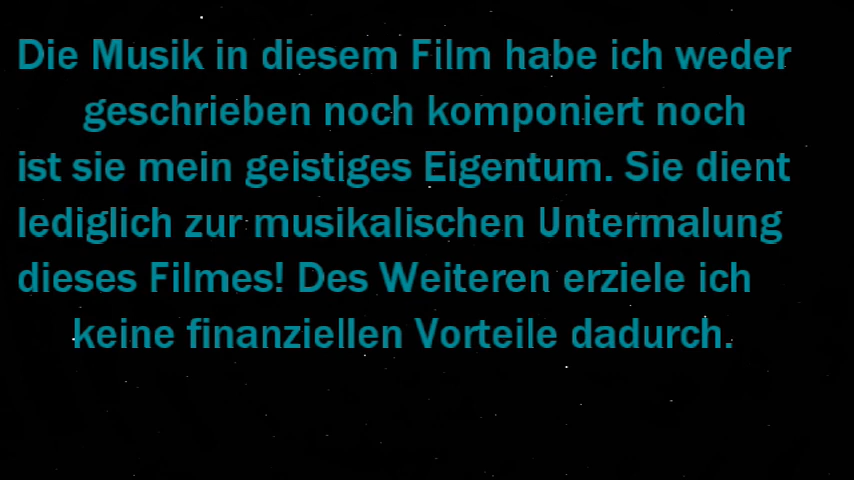 Die Musik in diesem Film habe ich weder
geschrieben noch komponiert noch
ist sie mein geistiges Eigentum. Sie dient
lediglich zur musikalischen Untermalung
dieses Filmes! Des Weiteren erziele ich
keine finanziellen Vorteile dadurch.